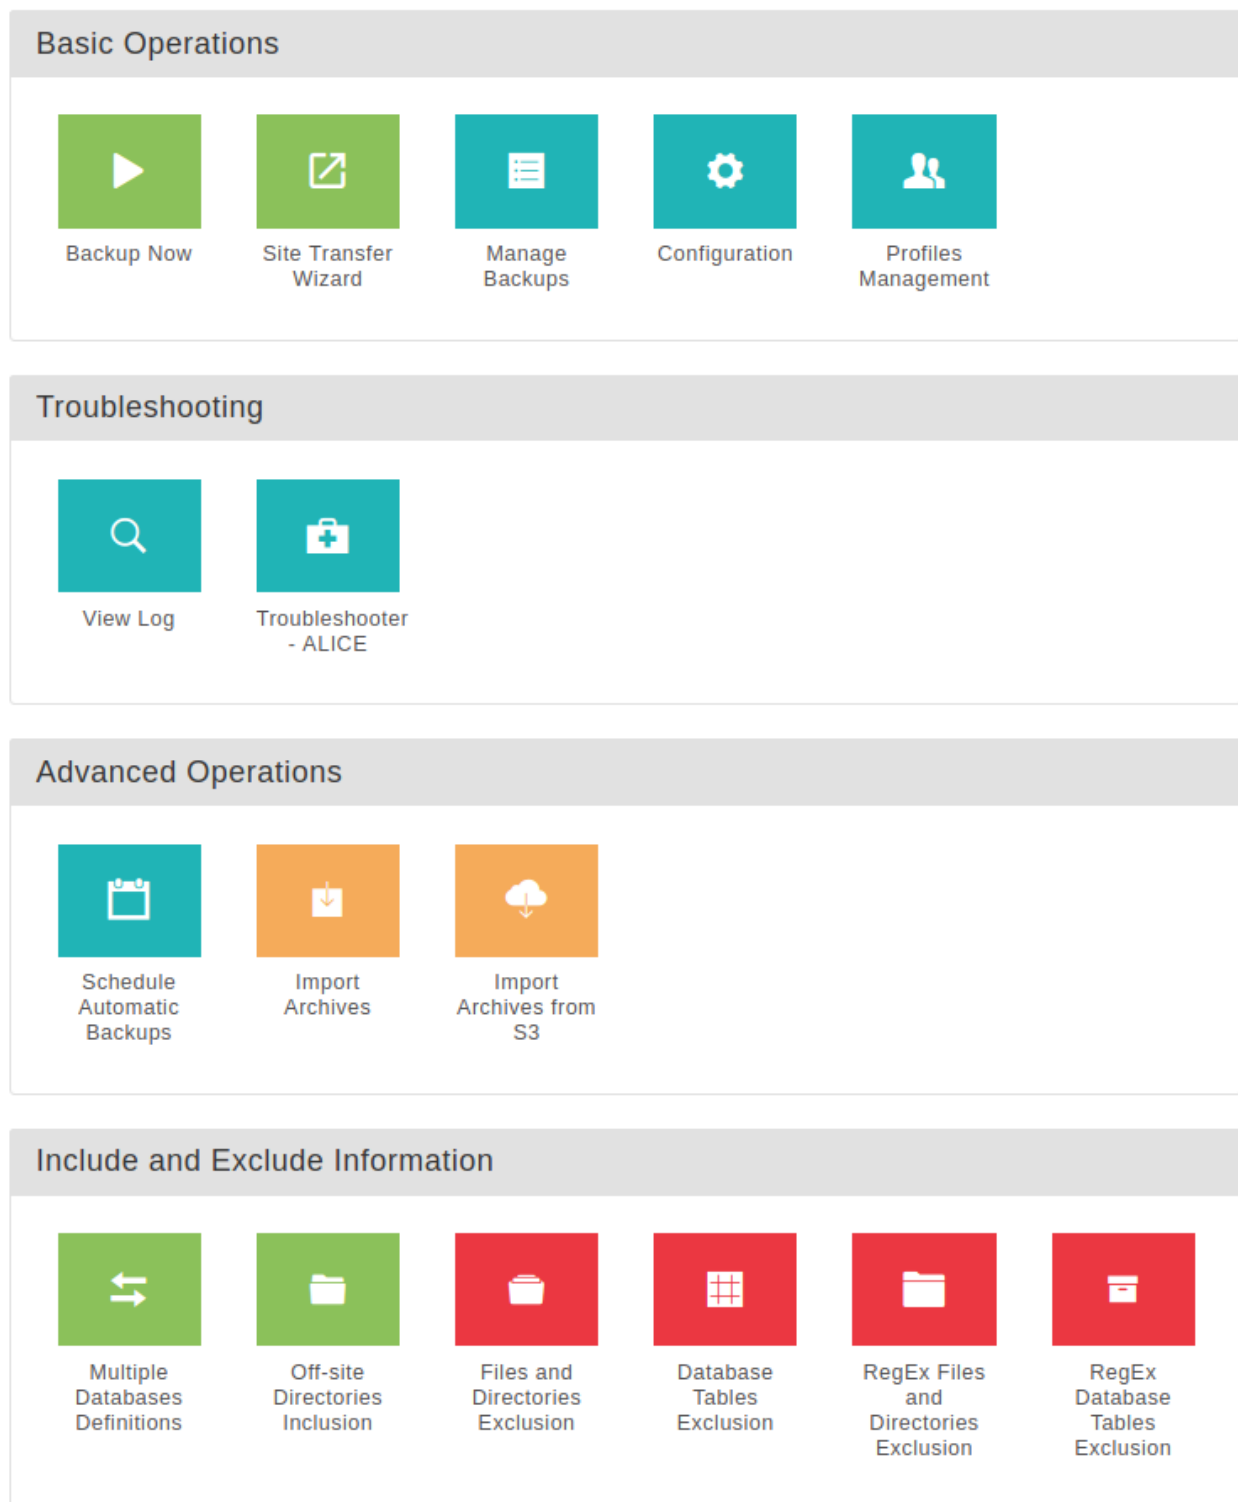 Basic Operations
Backup Now
Site Transfer
Wizard
Manage
Backups
Configuration
Profiles
Management
Troubleshooting
View Log
Troubleshooter
- ALICE
Advanced Operations
Schedule
Automatic
Backups
Import
Archives
Import
Archives from
S3
Include and Exclude Information
Multiple
Databases
Definitions
Off-site
Directories
Inclusion
Files and
Directories
Exclusion
Database
Tables
Exclusion
RegEx Files
and
Directories
Exclusion
RegEx
Database
Tables
Exclusion